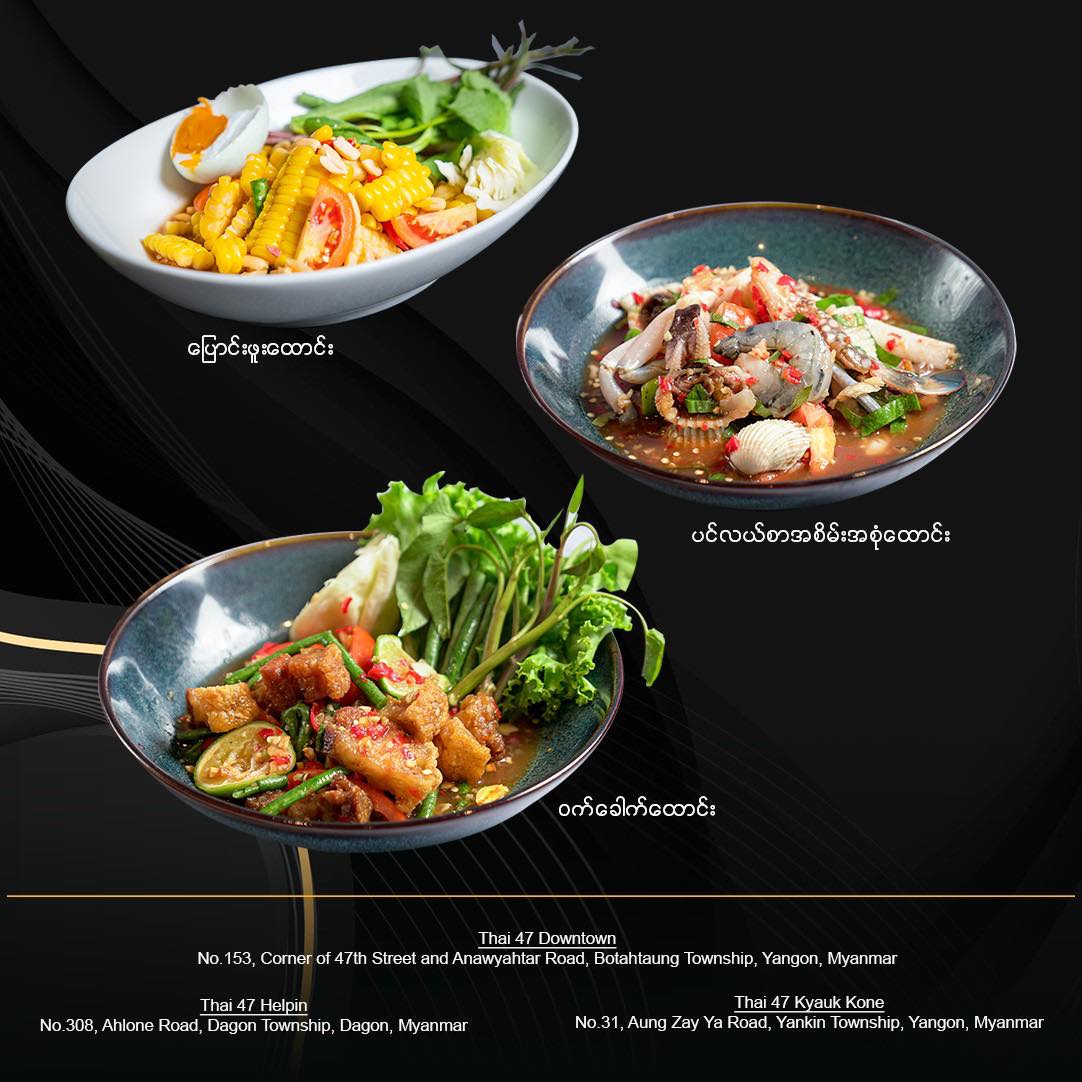 ပြောင်းဖူးထောင်း
ပင်လယ်စာအစိမ်းအစုံထောင်း
ဝက်ခေါက်ထောင်း
Thai 47 Downtown
No.153, Corner of 47th Street and Anawyahtar Road, Botahtaung Township, Yangon, Myanmar
Thai 47 Helpin
No.308, Ahlone Road, Dagon Township, Dagon, Myanmar
Thai 47 Kyauk Kone
No.31, Aung Zay Ya Road, Yankin Township, Yangon, Myanmar